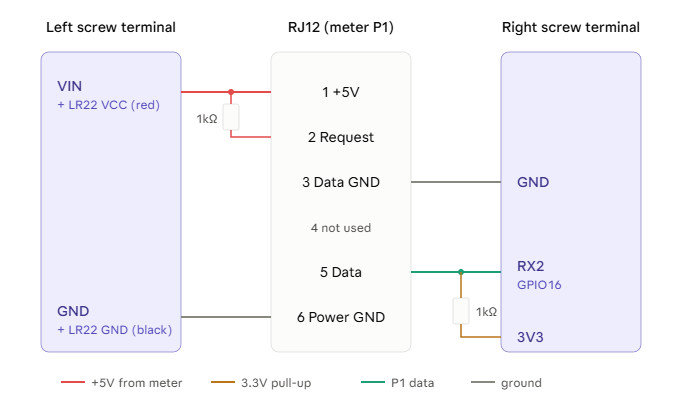 Left screw terminal
RJ12 (meter P1)
Right screw terminal
VIN
+ LR22 VCC (red)
1kΩ
1 +5V
2 Request
3 Data GND
GND
4 not used
5 Data
RX2
GPIO16
GND
+ LR22 GND (black)
6 Power GND
1kΩ
3V3
+5V from meter
3.3V pull-up
P1 data
ground